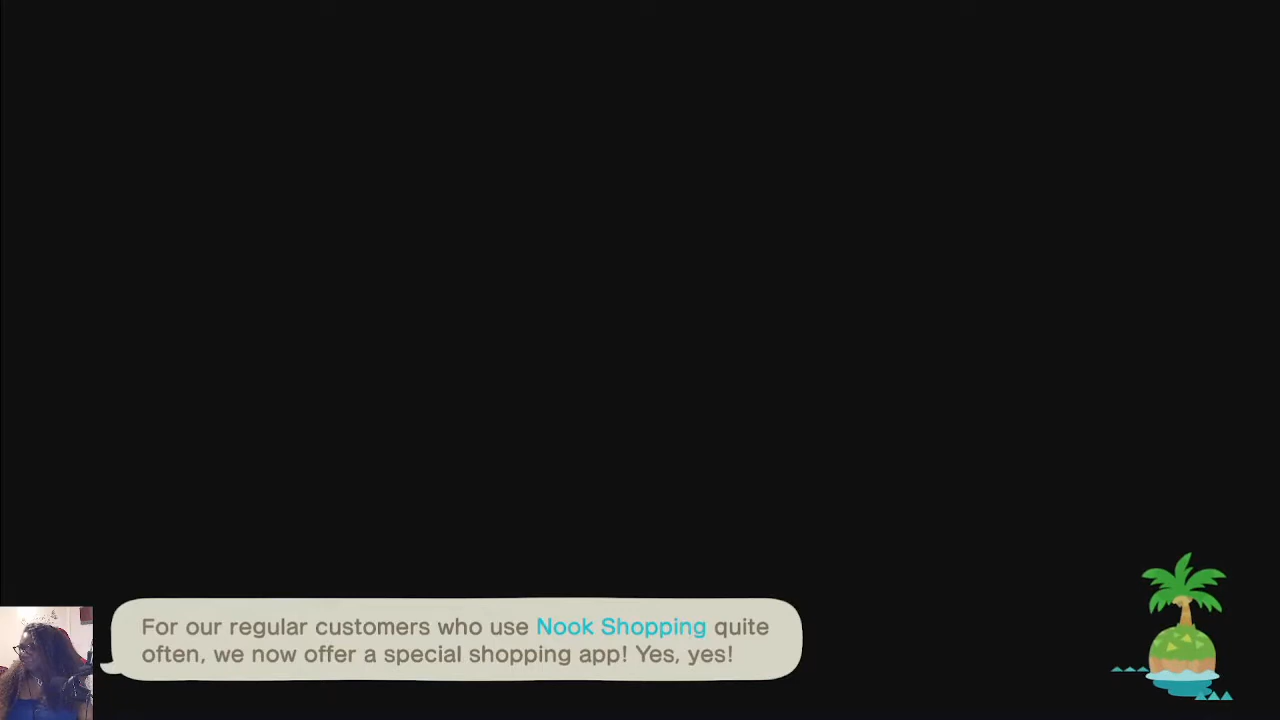 For our regular customers who use Nook Shopping quite
often, we now offer a special shopping app! Yes, yes!